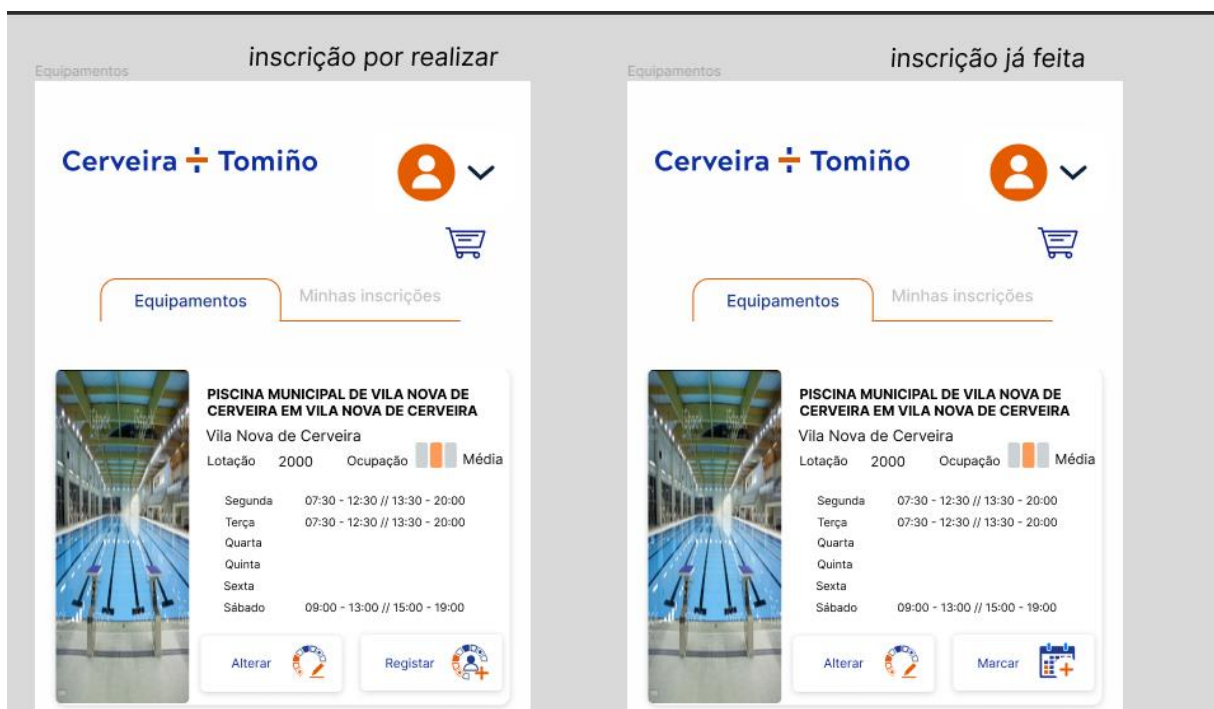 inscrição por realizar
Equipamentos
Cerveira Tomiño
Equipamentos Minhas inscrições
PISCINA MUNICIPAL DE VILA NOVA DE
CERVEIRA EM VILA NOVA DE CERVEIRA
Vila Nova de Cerveira
Lotação 2000 Ocupação Média
Segunda 07:30 - 12:30 // 13:30 - 20:00
Terça 07:30 - 12:30 // 13:30 - 20:00
Quarta
Quinta
Sexta
Sábado 09:00 - 13:00 // 15:00 - 19:00
Alterar Registar
inscrição já feita
Equipamentos
Cerveira Tomiño
Equipamentos Minhas inscrições
PISCINA MUNICIPAL DE VILA NOVA DE
CERVEIRA EM VILA NOVA DE CERVEIRA
Vila Nova de Cerveira
Lotação 2000 Ocupação Média
Segunda 07:30 - 12:30 // 13:30 - 20:00
Terça 07:30 - 12:30 // 13:30 - 20:00
Quarta
Quinta
Sexta
Sábado 09:00 - 13:00 // 15:00 - 19:00
Alterar Marcar